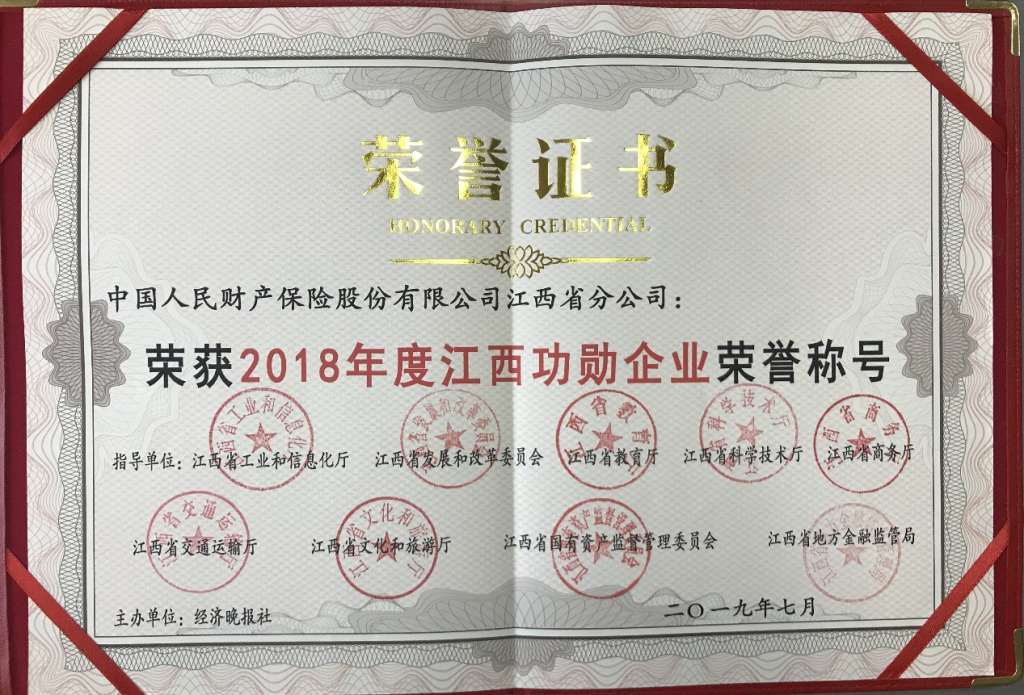 荣誉证书
HONORARY CREDENTIAL
中国人民财产保险股份有限公司江西省分公司：
荣获2018年度江西功勋企业荣誉称号
指导单位：江西省工业和信息化厅 江西省发展和改革委员会 江西省教育厅 江西省科学技术厅 江西省商务厅
江西省交通运输厅 江西省文化和旅游厅 江西省国有资产监督管理委员会 江西省地方金融监管局
主办单位：经济晚报社
二〇一九年七月